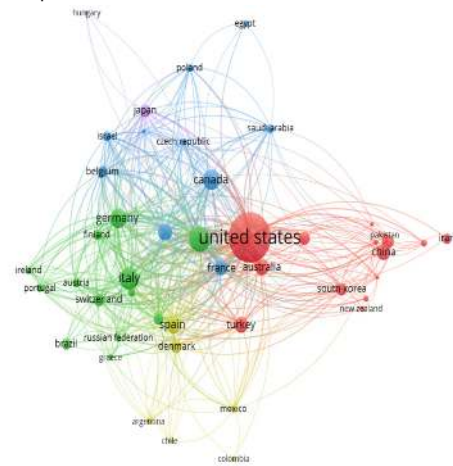 hungary
egypt
poland
japan
saudi arabia
israel
czech republic
belgium
canada
germany
finland
united states
pakistan
iran
china
france
australia
ireland
italy
portugal
austria
south korea
switzerland
new zealand
spain
turkey
brazil
russian federation
denmark
greece
mexico
argentina
chile
colombia